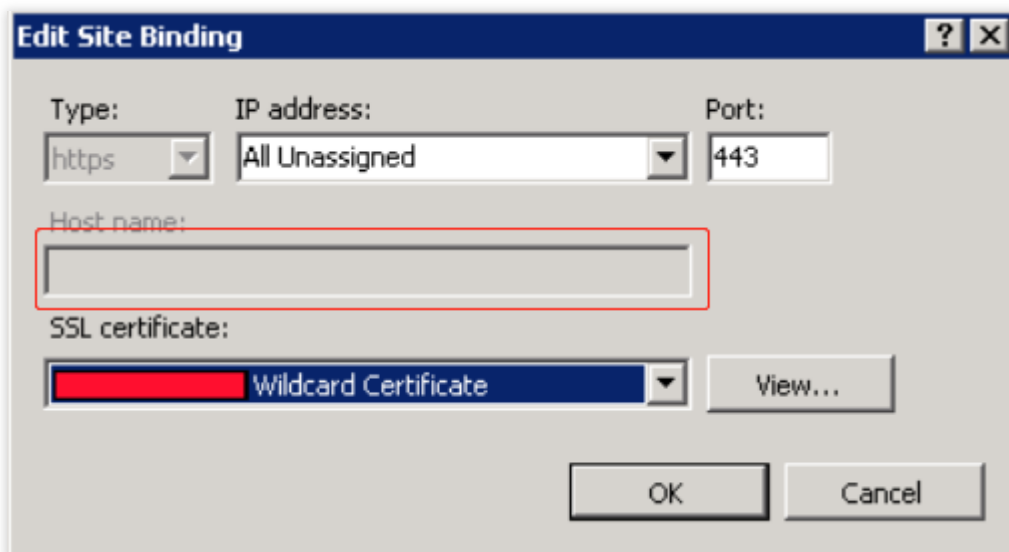 Edit Site Binding
Type: IP address: Port:
https All Unassigned 443
Host name:
SSL certificate:
Wildcard Certificate View...
OK Cancel